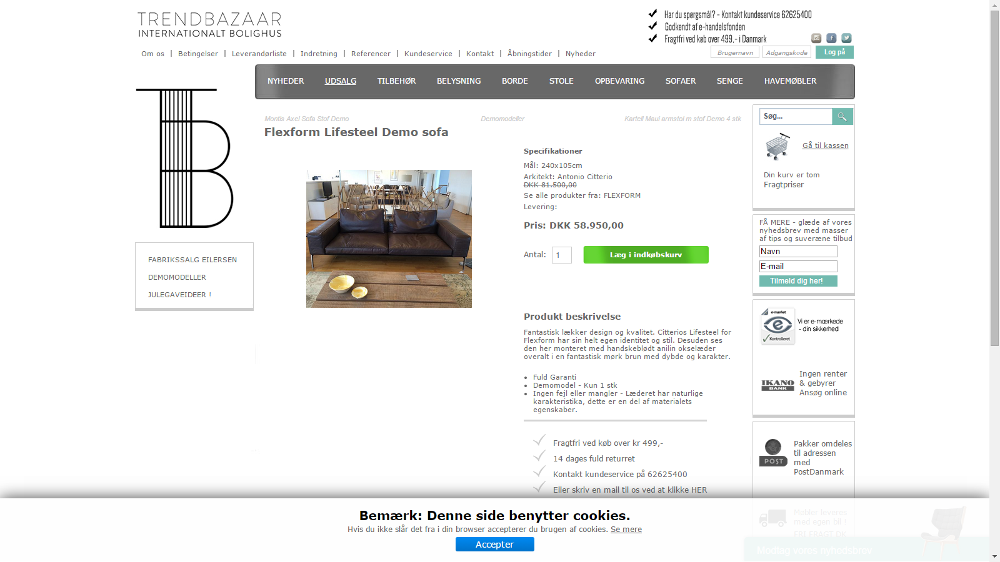 TRENDBAZAAR
INTERNATIONALT BOLIGHUS
Har du spørgsmål? - Kontakt kundeservice 62625400
Godkendt af e-handelsfonden
Fragtfri ved køb over 499,- i Danmark
Om os | Betingelser | Leverandørliste | Indretning | Referencer | Kundeservice | Kontakt | Åbningstider | Nyheder
Brugernavn Adgangskode Log på
NYHEDER UDSALG TILBEHØR BELYSNING BORDE STOLE OPBEVARING SOFAER SENGE HAVEMØBLER
TB
FABRIKSSALG EILERSEN
DEMOMODELLER
JULEGAVEIDEER !
Montis Axel Sofa Stof Demo Demomodeller Kartell Maui armstol m stof Demo 4 stk
Flexform Lifesteel Demo sofa
Specifikationer
Mål: 240x105cm
Arkitekt: Antonio Citterio
DKK 81.500,00
Se alle produkter fra: FLEXFORM
Levering:
Pris: DKK 58.950,00
Antal: 1 Læg i indkøbskurv
Produkt beskrivelse
Fantastisk lækker design og kvalitet. Citterios Lifesteel for
Flexform har sin helt egen identitet og stil. Desuden ses
den her monteret med handskeblødt anilin okselæder
overalt i en fantastisk mørk brun med dybde og karakter.
• Fuld Garanti
• Demomodel - Kun 1 stk
• Ingen fejl eller mangler - Læderet har naturlige
karakteristika, dette er en del af materialets
egenskaber.
Fragtfri ved køb over kr 499,-
14 dages fuld returret
Kontakt kundeservice på 62625400
Eller skriv en mail til os ved at klikke HER
Søg...
Gå til kassen
Din kurv er tom
Fragtpriser
FÅ MERE - glæde af vores
nyhedsbrev med masser
af tips og suveræne tilbud
Navn
E-mail
Tilmeld dig her!
e-mærket
e
Kontrolleret
Vi er e-mærkede
- din sikkerhed
IKANO
BANK
Ingen renter
& gebyrer
Ansøg online
POST
Pakker omdeles
til adressen
med
PostDanmark
Møbler leveres
med egen bil !
FRI FRAGT DK
Modtag vores nyhedsbrev
Bemærk: Denne side benytter cookies.
Hvis du ikke slår det fra i din browser accepterer du brugen af cookies. Se mere
Accepter